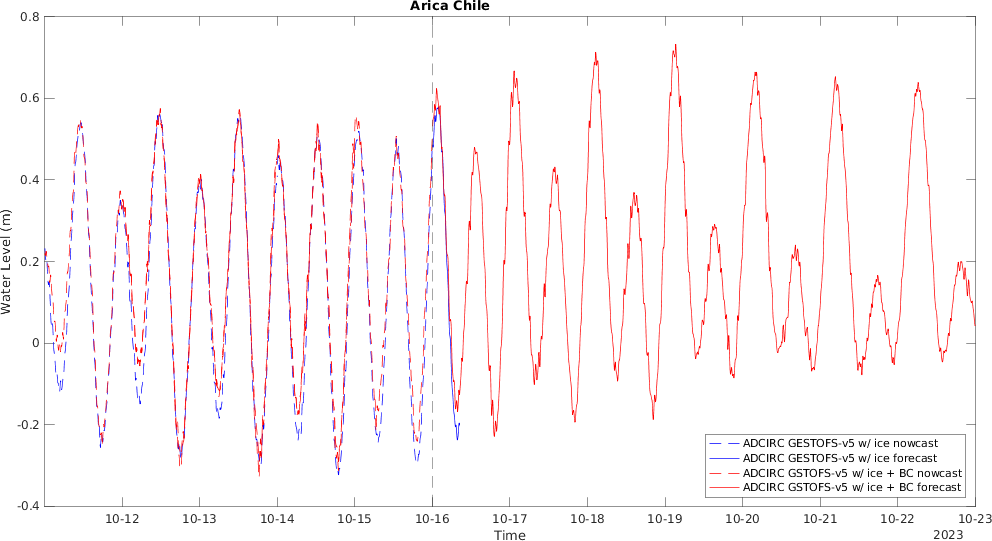 Arica Chile
0.8
0.6
0.4
0.2
0
-0.2
-0.4
Water Level (m)
10-12 10-13 10-14 10-15 10-16 10-17 10-18 10-19 10-20 10-21 10-22 10-23
Time
2023
ADCIRC GESTOFS-v5 w/ ice nowcast
ADCIRC GESTOFS-v5 w/ ice forecast
ADCIRC GSTOFS-v5 w/ ice + BC nowcast
ADCIRC GSTOFS-v5 w/ ice + BC forecast